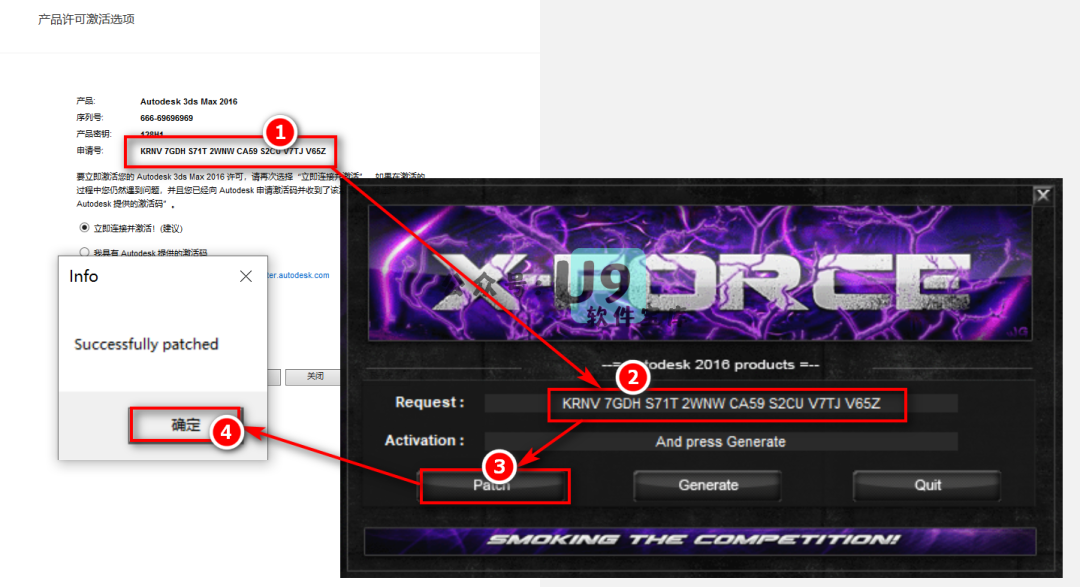 产品许可激活选项
产品: Autodesk 3ds Max 2016
序列号: 666-69696969
产品密钥: 128H1
申请号: KRNV 7GDH S71T 2WNW CA59 S2CU V7TJ V65Z
1
要立即激活您的 Autodesk 3ds Max 2016 许可，请再次选择“立即连接并激活”。如果在激活的
过程中您仍然遇到问题，并且您已经向 Autodesk 申请激活码并收到了该
Autodesk 提供的激活码”。
立即连接并激活! (建议)
我具有 Autodesk 提供的激活码
ter.autodesk.com
关闭
Info
Successfully patched
确定
4
X-FORCE
U9
软件
--= Autodesk 2016 products =--
2
Request : KRNV 7GDH S71T 2WNW CA59 S2CU V7TJ V65Z
Activation : And press Generate
3
Patch Generate Quit
SMOKING THE COMPETITION!